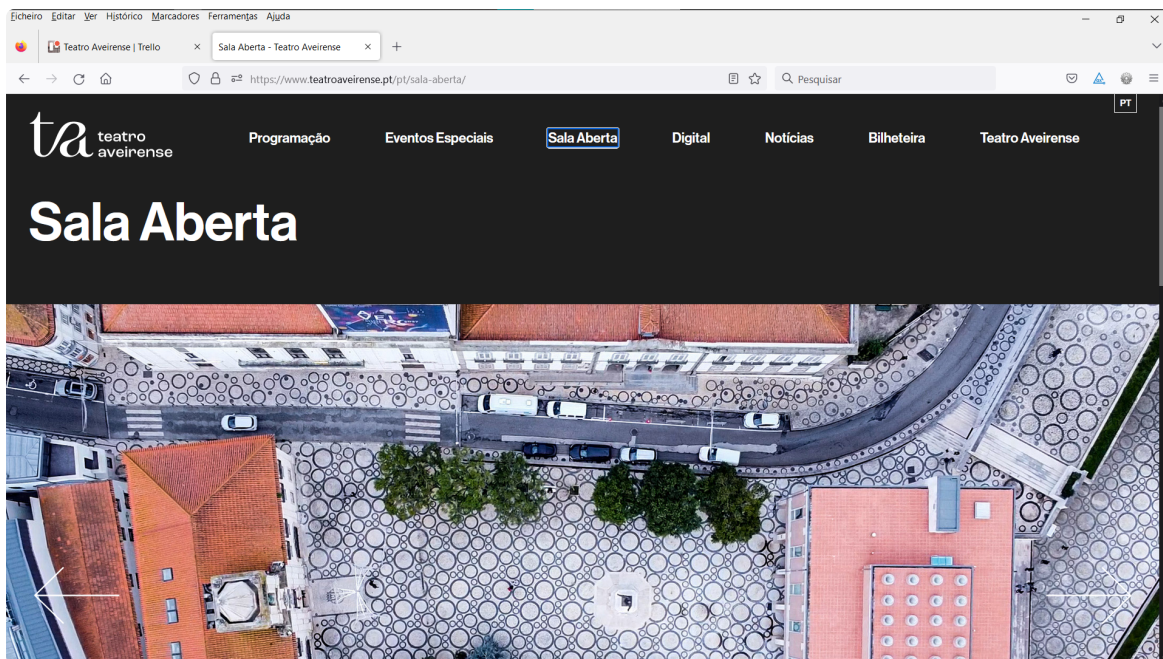 Ficheiro Editar Ver Histórico Marcadores Ferramentas Ajuda
Teatro Aveirense | Trello
Sala Aberta - Teatro Aveirense
https://www.teatroaveirense.pt/pt/sala-aberta/
Pesquisar
PT
ta teatro aveirense
Programação Eventos Especiais Sala Aberta Digital Notícias Bilheteira Teatro Aveirense
Sala Aberta